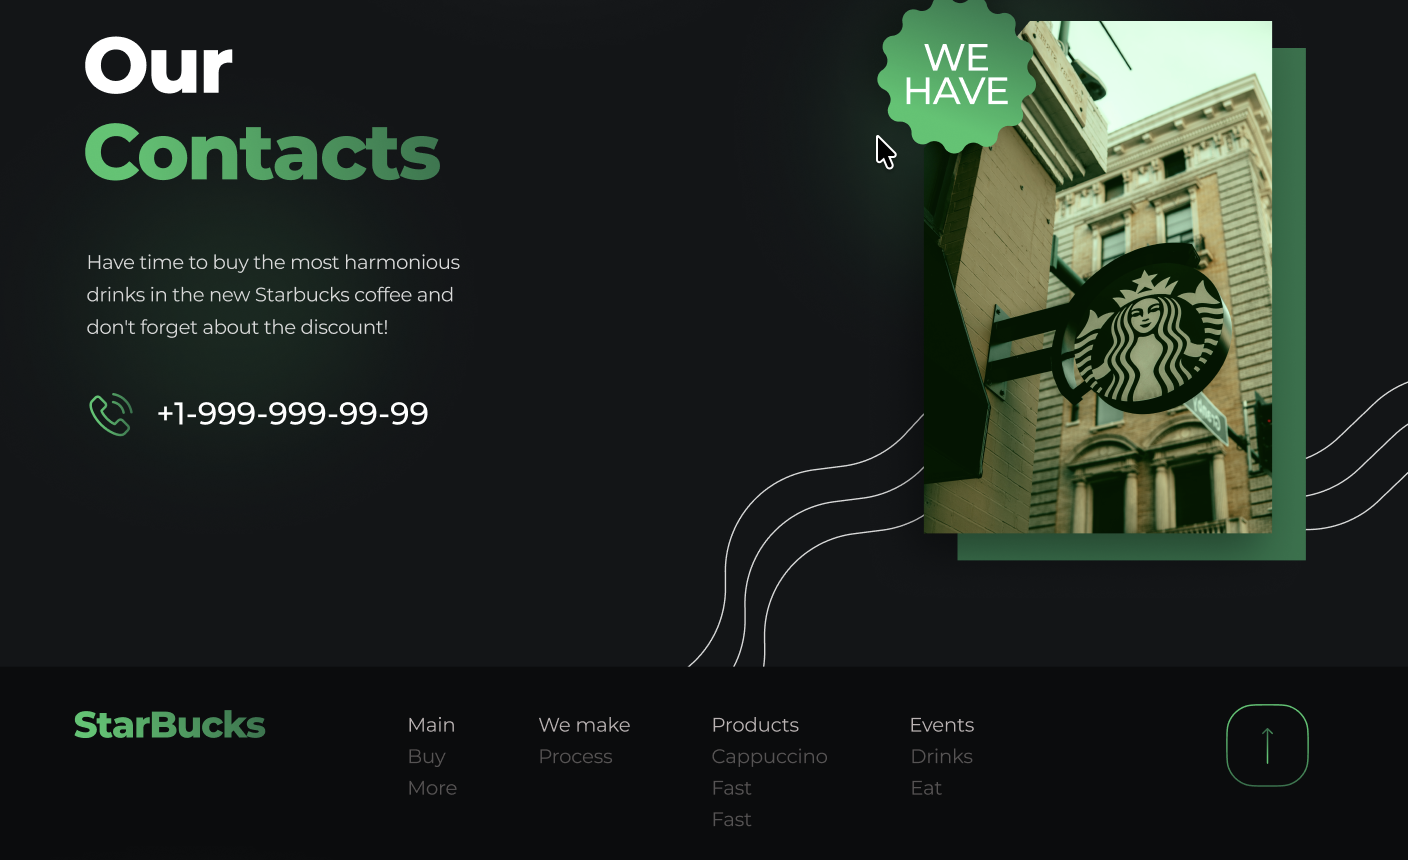 Our
Contacts
Have time to buy the most harmonious
drinks in the new Starbucks coffee and
don't forget about the discount!
+1-999-999-99-99
WE
HAVE
StarBucks
Main
Buy
More
We make
Process
Products
Cappuccino
Fast
Fast
Events
Drinks
Eat